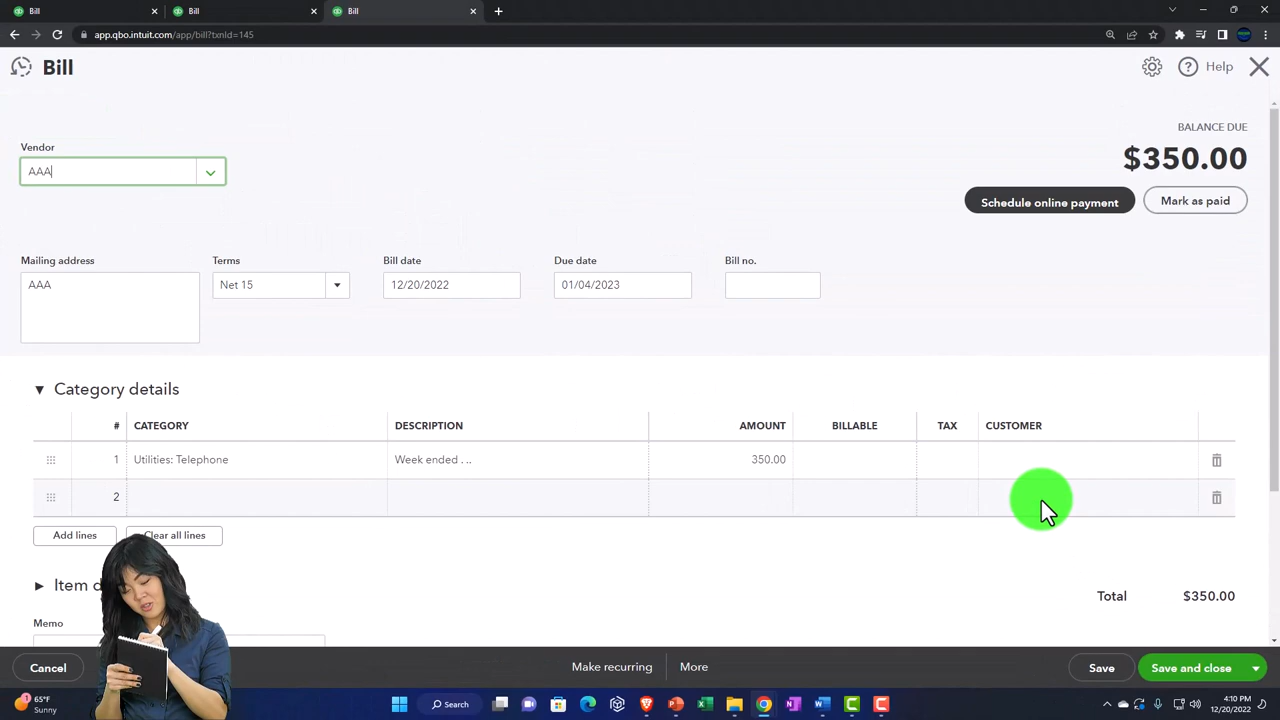 Bill
Bill
Bill
app.qbo.intuit.com/app/bill?txnId=145
Bill
Help
BALANCE DUE
$350.00
Schedule online payment
Mark as paid
Vendor
AAA
Mailing address
Terms
Bill date
Due date
Bill no.
AAA
Net 15
12/20/2022
01/04/2023
Category details
# CATEGORY DESCRIPTION AMOUNT BILLABLE TAX CUSTOMER
1 Utilities: Telephone Week ended . .. 350.00
2
Add lines
Clear all lines
Item d
Total $350.00
Memo
Cancel
Make recurring
More
Save
Save and close
1
65°F
Sunny
Search
4:10 PM
12/20/2022